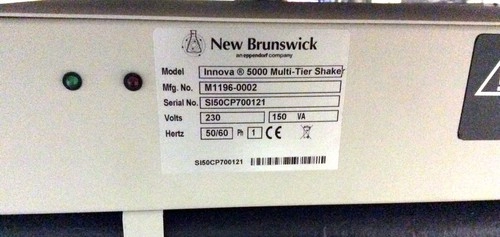 New Brunswick
an eppendorf company
Model Innova ® 5000 Multi-Tier Shake
Mfg. No. M1196-0002
Serial No. SI50CP700121
Volts 230 150 VA
Hertz 50/60 Ph 1 CE
SI50CP700121